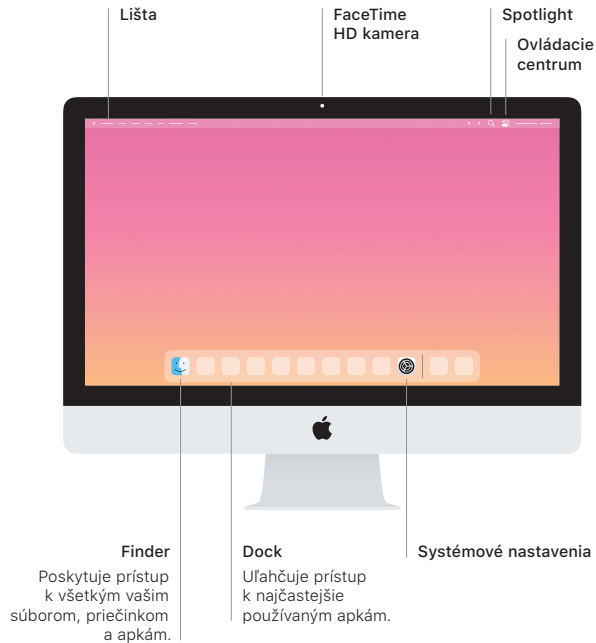 Lišta
FaceTime
HD kamera
Spotlight
Ovládacie
centrum
Finder
Poskytuje prístup
k všetkým vašim
súborom, priečinkom
a apkám.
Dock
Uľahčuje prístup
k najčastejšie
používaným apkám.
Systémové nastavenia